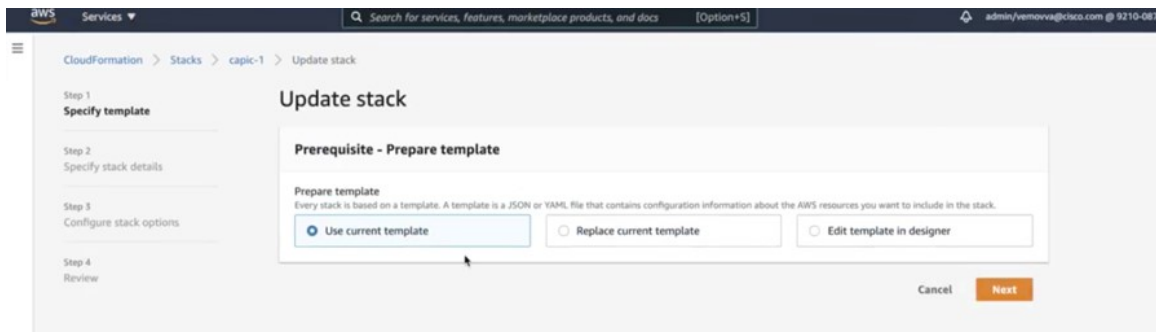 aws Services ▼ Search for services, features, marketplace products, and docs [Option+S] admin/vemovva@cisco.com @ 9210-087
CloudFormation > Stacks > capic-1 > Update stack
Step 1
Specify template
Step 2
Specify stack details
Step 3
Configure stack options
Step 4
Review
Update stack
Prerequisite - Prepare template
Prepare template
Every stack is based on a template. A template is a JSON or YAML file that contains configuration information about the AWS resources you want to include in the stack.
Use current template
Replace current template
Edit template in designer
Cancel
Next